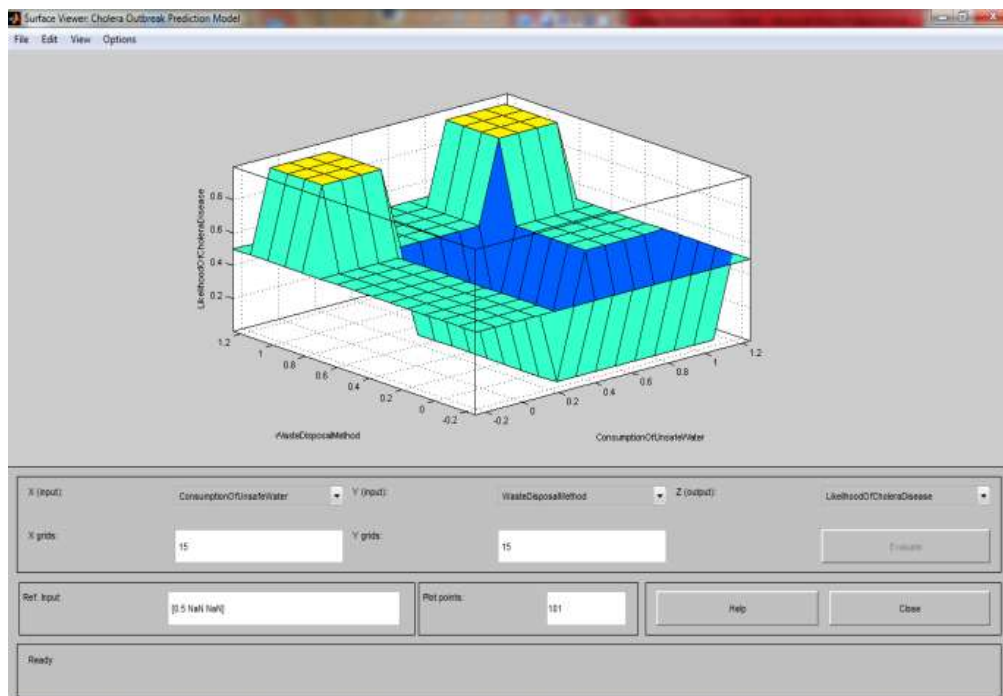 Surface Viewer: Cholera Outbreak Prediction Model
File Edit View Options
LikelihoodOfCholeraDisease
0.8
0.6
0.4
0.2
1.2
1
0.8
0.6
0.4
0.2
0
-0.2
-0.2
0
0.2
0.4
0.6
0.8
1
1.2
WasteDisposalMethod
ConsumptionOfUnsafeWater
X (input): ConsumptionOfUnsafeWater Y (input): WasteDisposalMethod Z (output): LikelihoodOfCholeraDisease
X grids: 15 Y grids: 15 Evaluate
Ref. Input: [0.5 NaN NaN] Plot points: 101 Help Close
Ready